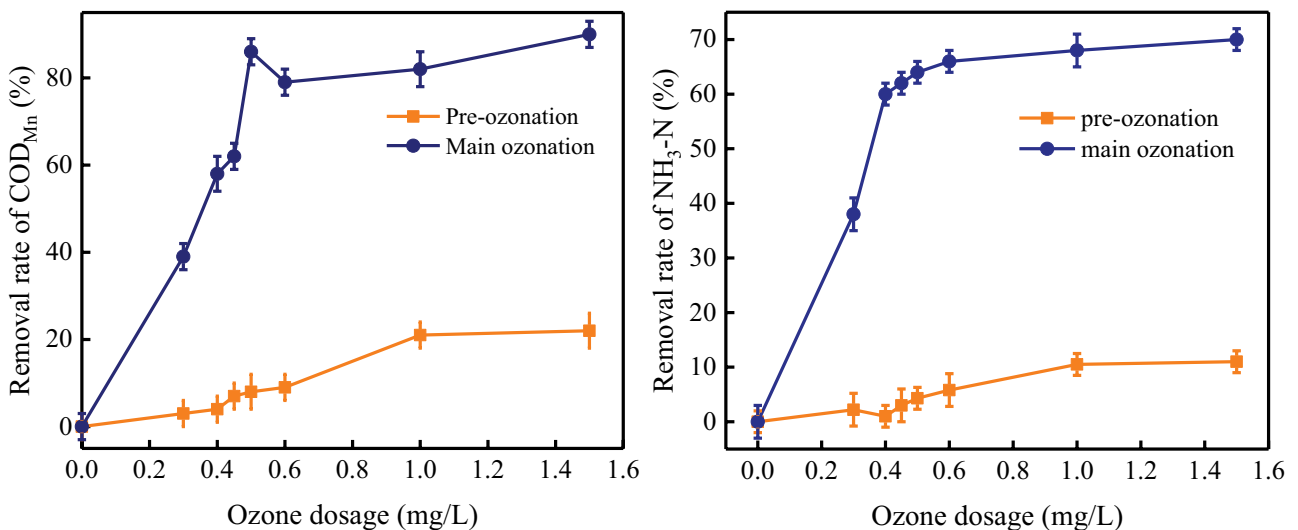 Removal rate of COD_Mn (%)
80
60
40
20
0
Pre-ozonation
Main ozonation
0.0 0.2 0.4 0.6 0.8 1.0 1.2 1.4 1.6
Ozone dosage (mg/L)
Removal rate of NH_3-N (%)
70
60
50
40
30
20
10
0
pre-ozonation
main ozonation
0.0 0.2 0.4 0.6 0.8 1.0 1.2 1.4 1.6
Ozone dosage (mg/L)